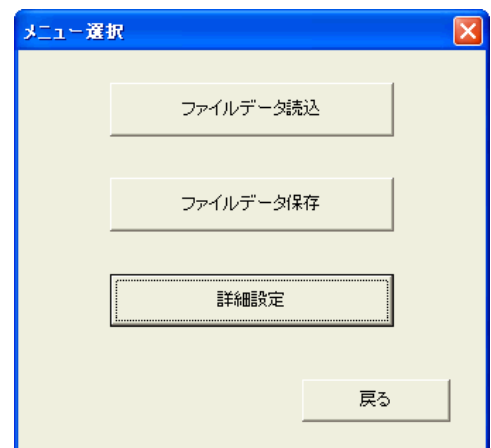 メニュー選択
ファイルデータ読込
ファイルデータ保存
詳細設定
戻る